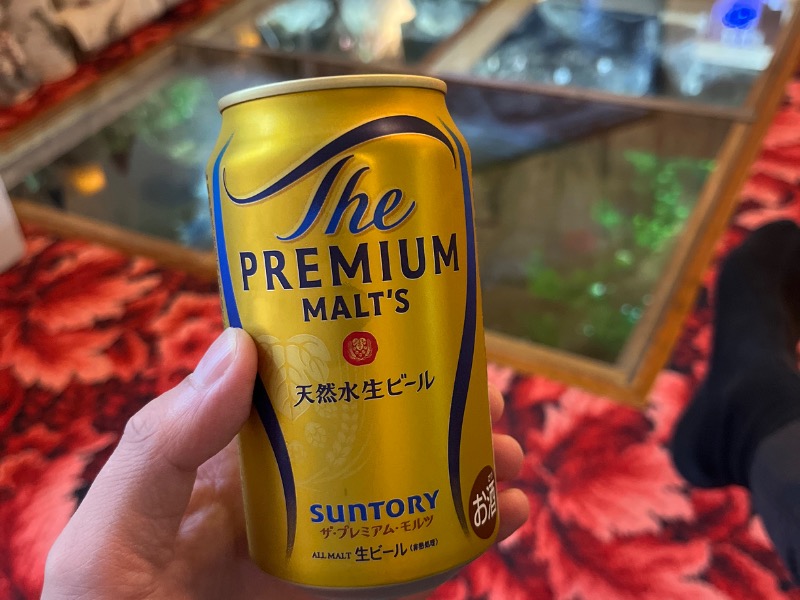 The
PREMIUM
MALT'S
天然水生ビール
SUNTORY
ザ・プレミアム・モルツ
ALL MALT 生ビール (非熱処理)
お酒